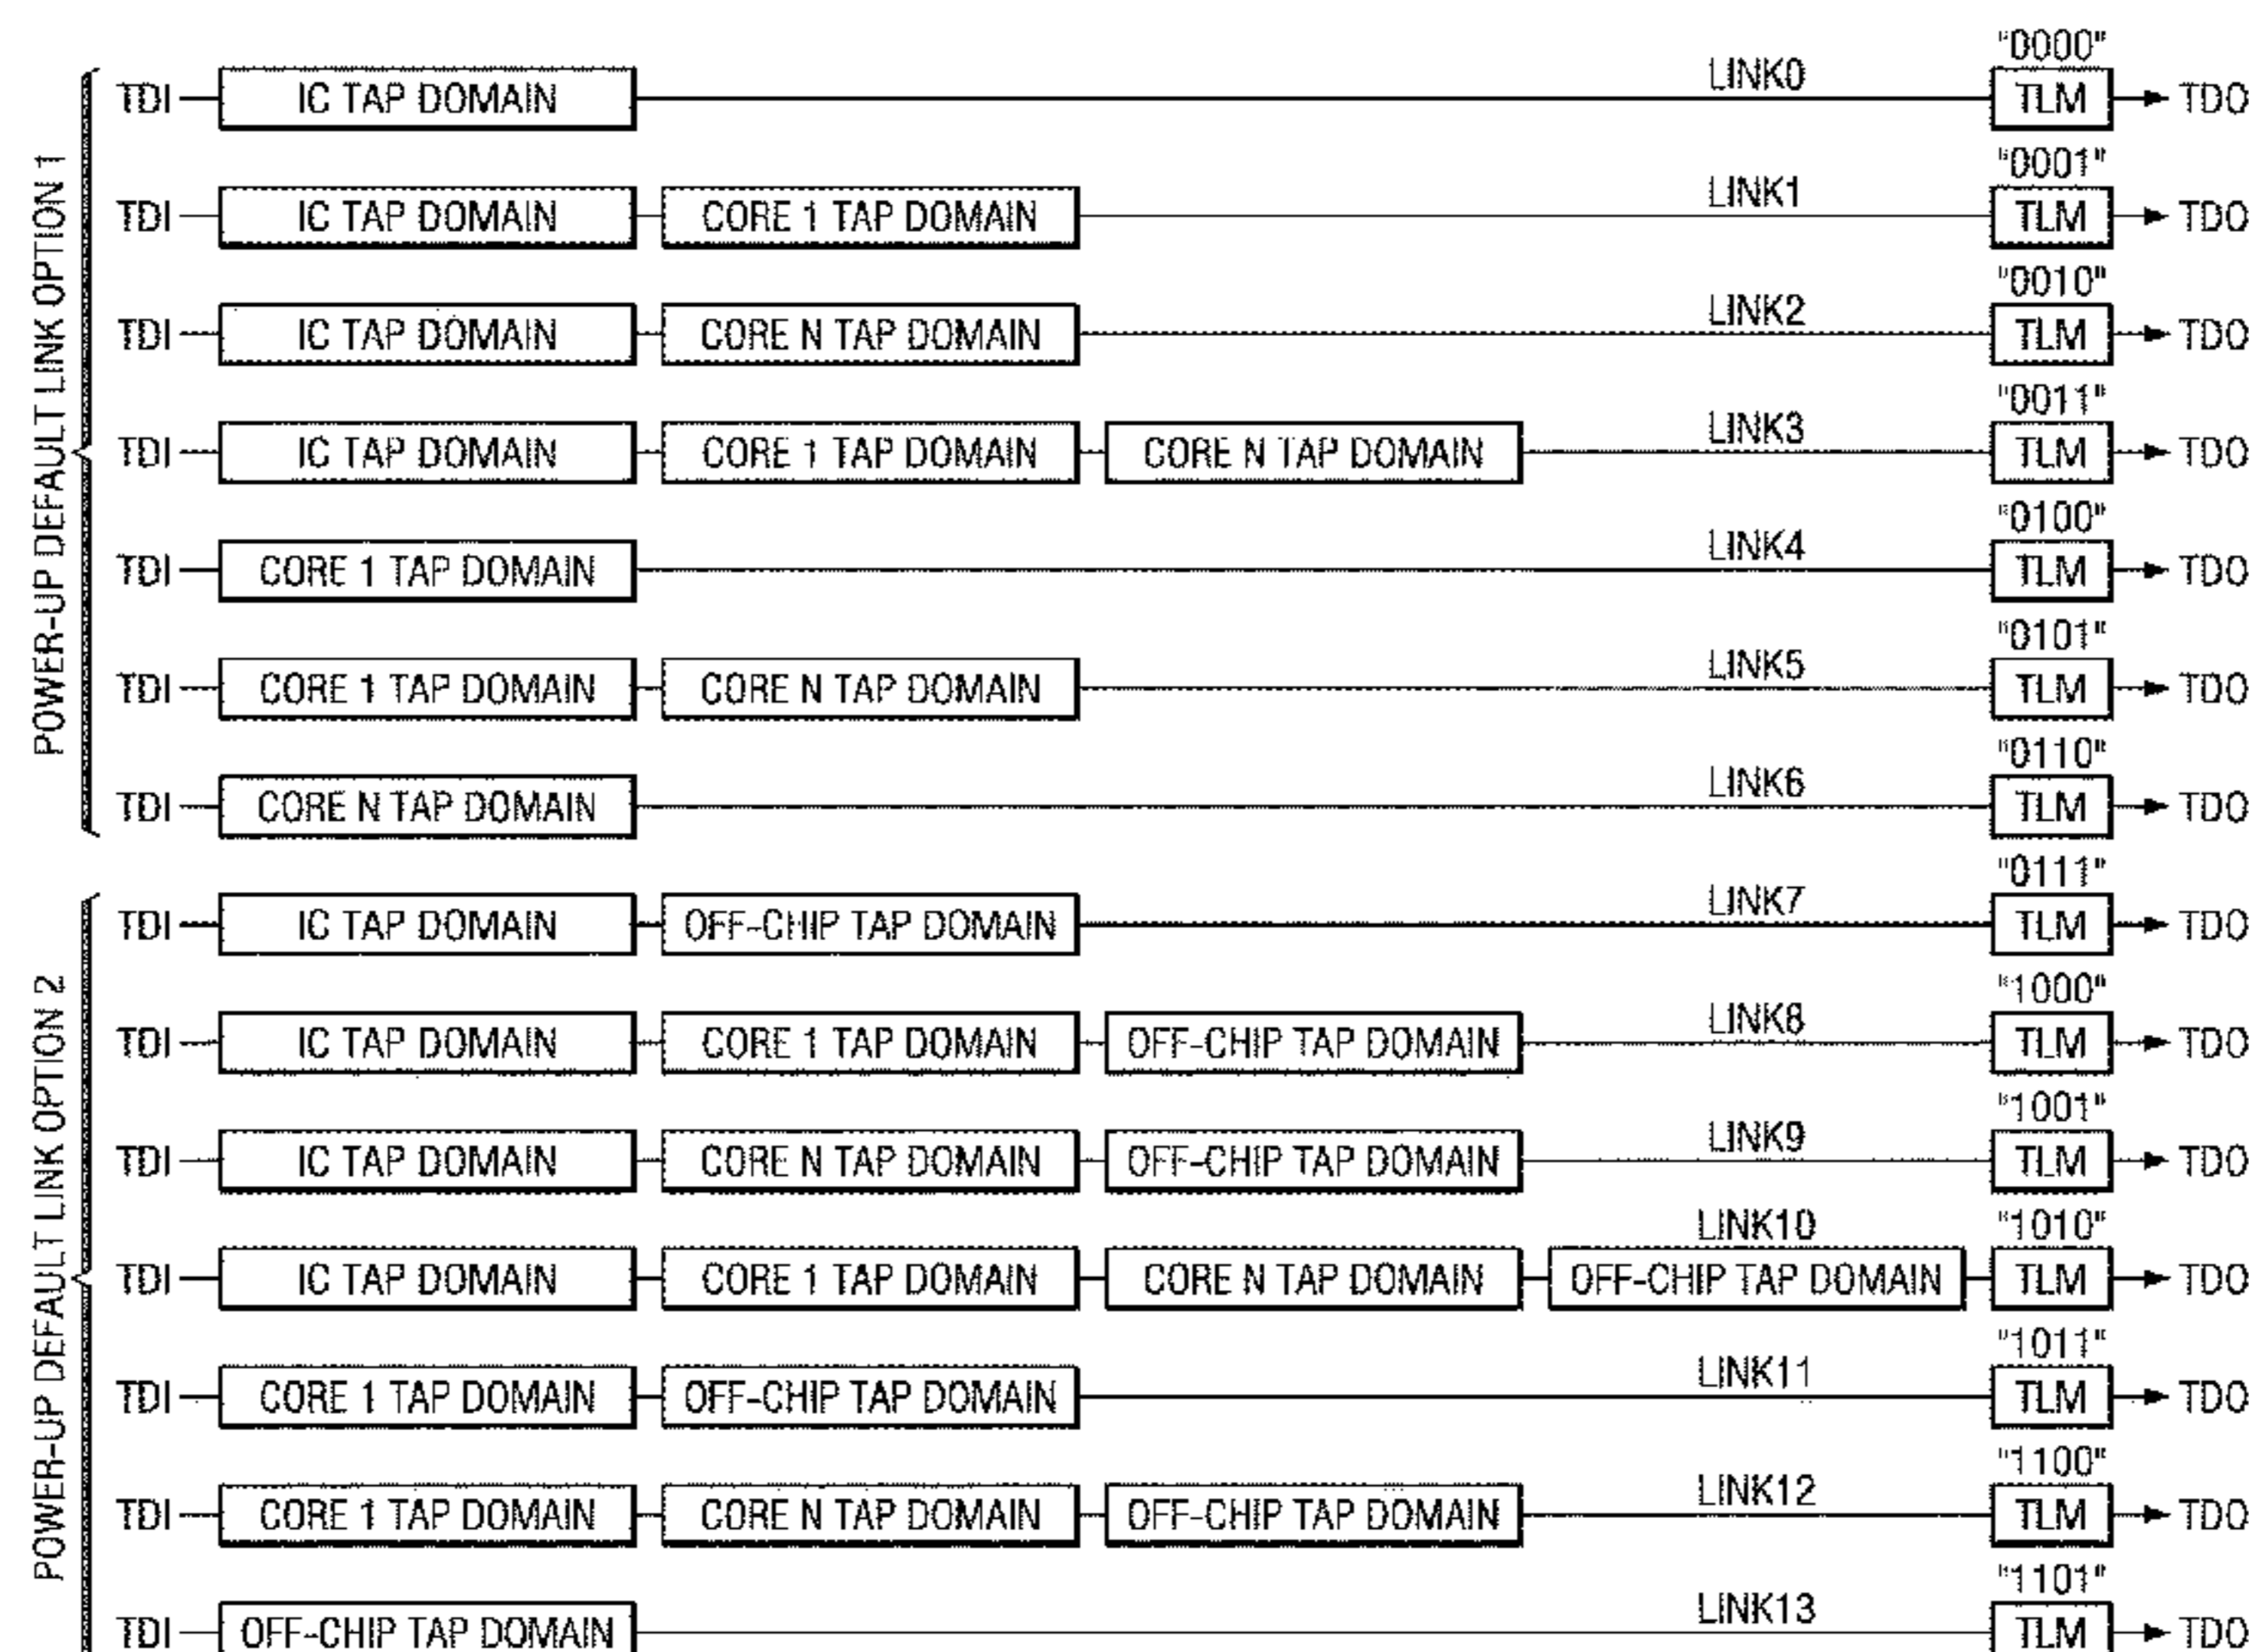 POWER-UP DEFAULT LINK OPTION 1
"0000"
TDI IC TAP DOMAIN LINK0 TLM TDO
"0001"
TDI IC TAP DOMAIN CORE 1 TAP DOMAIN LINK1 TLM TDO
"0010"
TDI IC TAP DOMAIN CORE N TAP DOMAIN LINK2 TLM TDO
"0011"
TDI IC TAP DOMAIN CORE 1 TAP DOMAIN CORE N TAP DOMAIN LINK3 TLM TDO
"0100"
TDI CORE 1 TAP DOMAIN LINK4 TLM TDO
"0101"
TDI CORE 1 TAP DOMAIN CORE N TAP DOMAIN LINK5 TLM TDO
"0110"
TDI CORE N TAP DOMAIN LINK6 TLM TDO
POWER-UP DEFAULT LINK OPTION 2
"0111"
TDI IC TAP DOMAIN OFF-CHIP TAP DOMAIN LINK7 TLM TDO
"1000"
TDI IC TAP DOMAIN CORE 1 TAP DOMAIN OFF-CHIP TAP DOMAIN LINK8 TLM TDO
"1001"
TDI IC TAP DOMAIN CORE N TAP DOMAIN OFF-CHIP TAP DOMAIN LINK9 TLM TDO
LINK10 "1010"
TDI IC TAP DOMAIN CORE 1 TAP DOMAIN CORE N TAP DOMAIN OFF-CHIP TAP DOMAIN TLM TDO
"1011"
TDI CORE 1 TAP DOMAIN OFF-CHIP TAP DOMAIN LINK11 TLM TDO
"1100"
TDI CORE 1 TAP DOMAIN CORE N TAP DOMAIN OFF-CHIP TAP DOMAIN LINK12 TLM TDO
"1101"
TDI OFF-CHIP TAP DOMAIN LINK13 TLM TDO